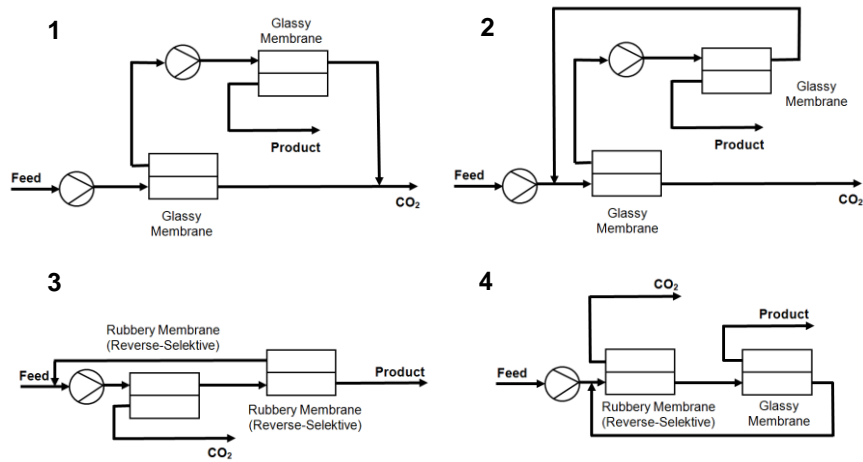 1
Glassy
Membrane
Product
Feed
CO2
Glassy
Membrane
2
Glassy
Membrane
Product
Feed
CO2
Glassy
Membrane
3
Rubbery Membrane
(Reverse-Selektive)
Feed
Product
Rubbery Membrane
(Reverse-Selektive)
CO2
4
CO2
Product
Feed
Rubbery Membrane
(Reverse-Selektive)
Glassy
Membrane